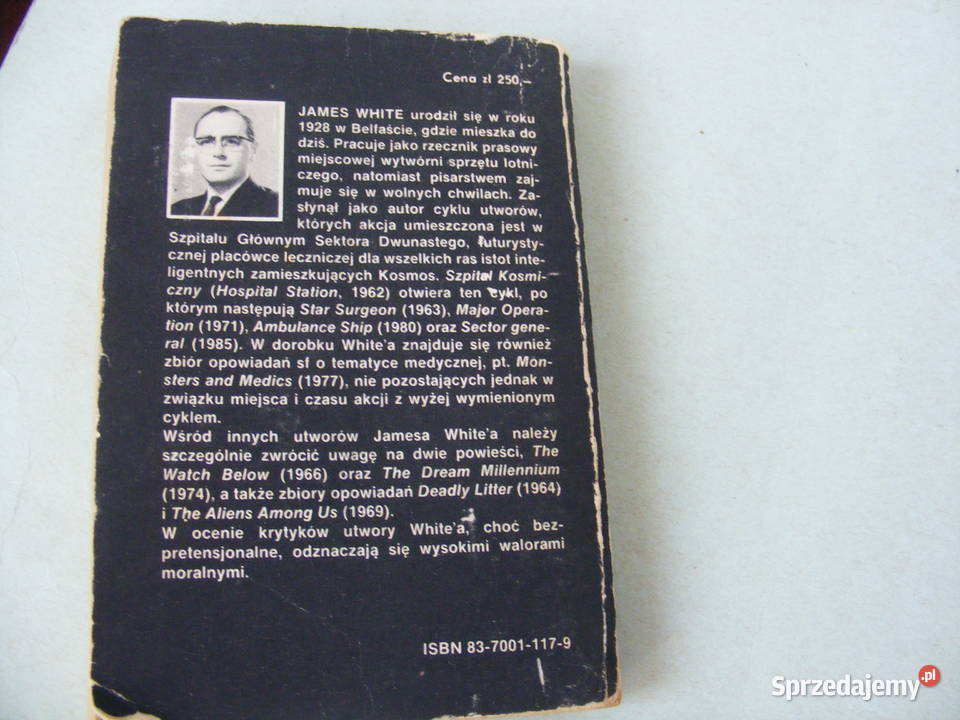 Cena zł 250,—
JAMES WHITE urodził się w roku
1928 w Belfaście, gdzie mieszka do
dziś. Pracuje jako rzecznik prasowy
miejscowej wytwórni sprzętu lotni-
czego, natomiast pisarstwem zaj-
muje się w wolnych chwilach. Za-
słynął jako autor cyklu utworów,
których akcja umieszczona jest w
Szpitalu Głównym Sektora Dwunastego, futurysty-
cznej placówce leczniczej dla wszelkich ras istot inte-
ligentnych zamieszkujących Kosmos. Szpital Kosmi-
czny (Hospital Station, 1962) otwiera ten cykl, po
którym następują Star Surgeon (1963), Major Opera-
tion (1971), Ambulance Ship (1980) oraz Sector gene-
ral (1985). W dorobku White'a znajduje się również
zbiór opowiadań sf o tematyce medycznej, pt. Mon-
sters and Medics (1977), nie pozostających jednak w
związku miejsca i czasu akcji z wyżej wymienionym
cyklem.
Wśród innych utworów Jamesa White'a należy
szczególnie zwrócić uwagę na dwie powieści, The
Watch Below (1966) oraz The Dream Millennium
(1974), a także zbiory opowiadań Deadly Litter (1964)
i The Aliens Among Us (1969).
W ocenie krytyków utwory White'a, choć bez-
pretensjonalne, odznaczają się wysokimi walorami
moralnymi.
ISBN 83-7001-117-9
Sprzedajemy.pl